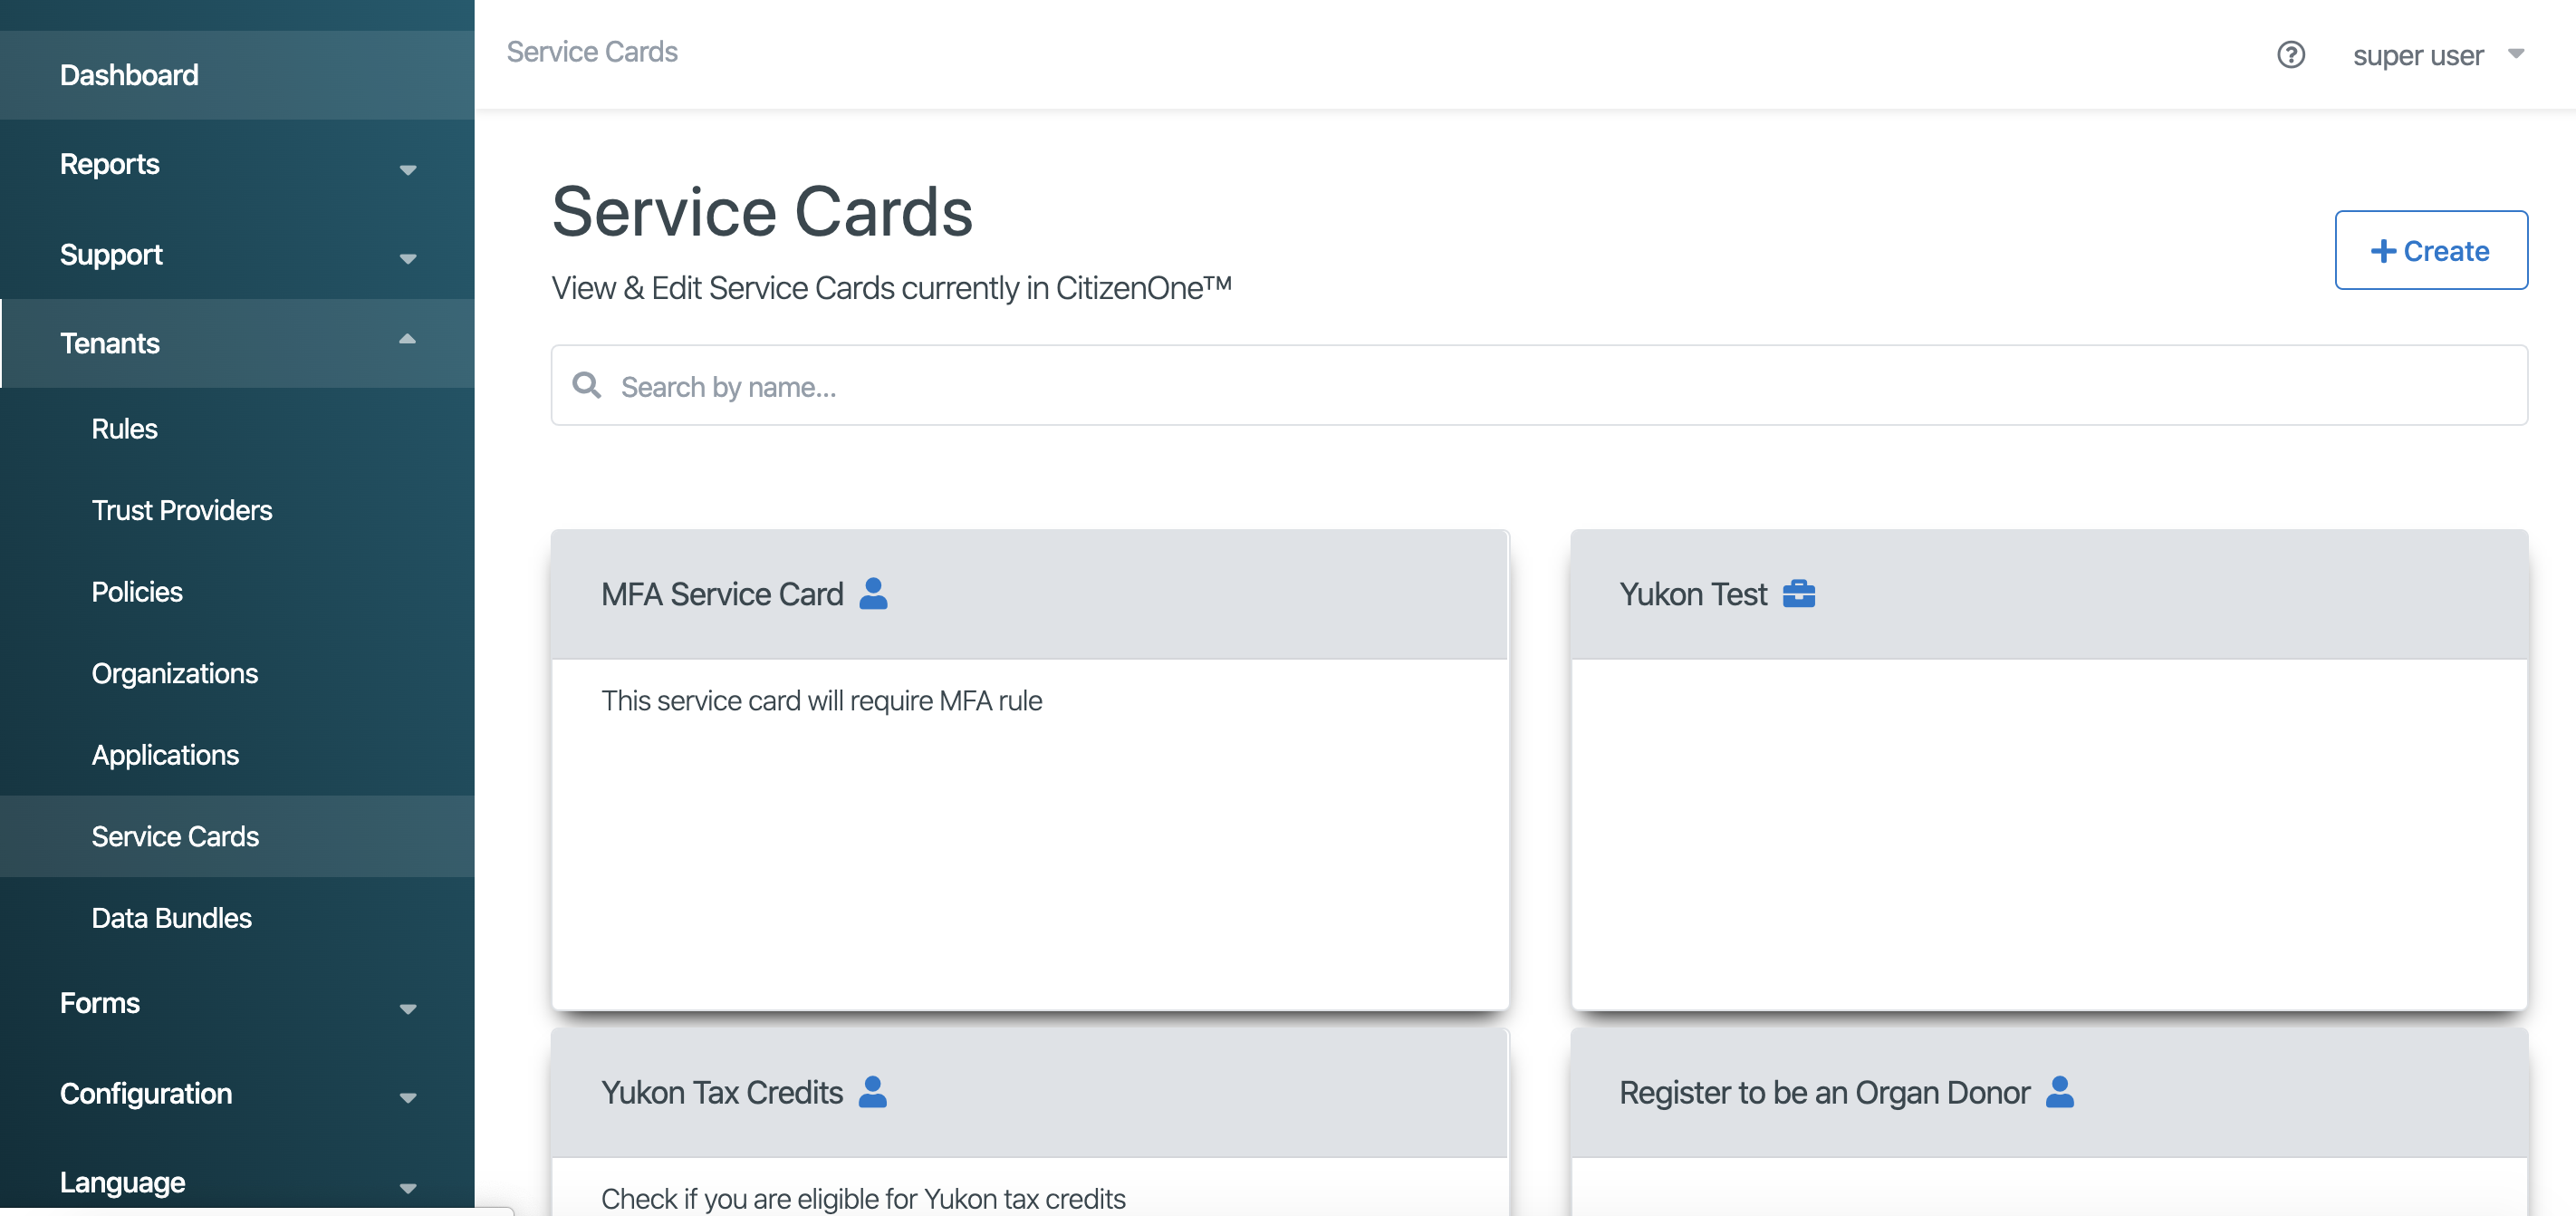 Dashboard
Reports
Support
Tenants
Rules
Trust Providers
Policies
Organizations
Applications
Service Cards
Data Bundles
Forms
Configuration
Language
Service Cards
super user
Service Cards
View & Edit Service Cards currently in CitizenOne™
+ Create
Search by name...
MFA Service Card
This service card will require MFA rule
Yukon Test
Yukon Tax Credits
Check if you are eligible for Yukon tax credits
Register to be an Organ Donor